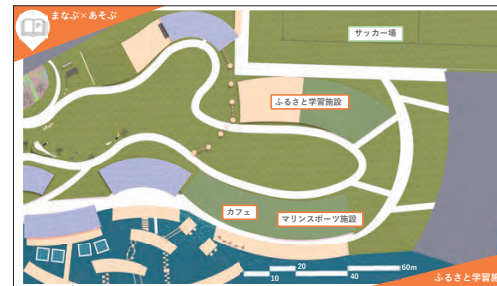 まなぶ×あそぶ
サッカー場
ふるさと学習施設
カフェ
マリンスポーツ施設
20
60m
10
40
ふるさと学習施